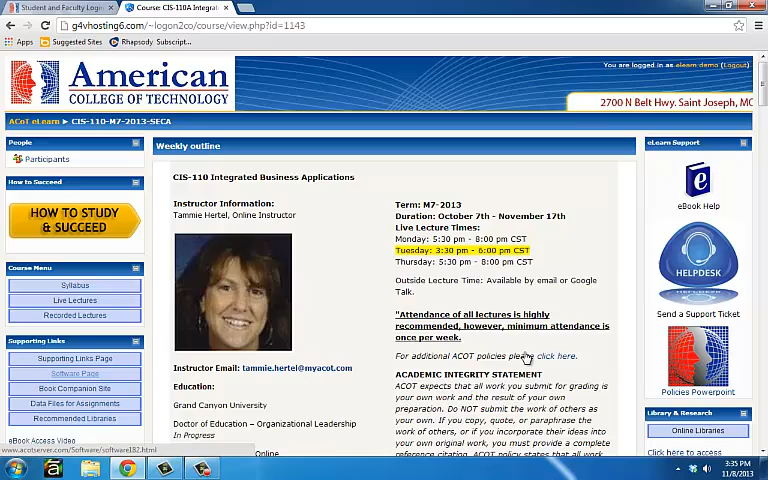 Student and Faculty Login
Course: CIS-110A Integrat
g4vhosting6.com/~logon2co/course/view.php?id=1143
Apps
Suggested Sites
Rhapsody Subscript...
American
COLLEGE OF TECHNOLOGY
You are logged in as elearn demo (Logout)
2700 N Belt Hwy. Saint Joseph, MO
ACoT eLearn ► CIS-110-M7-2013-SECA
People
Participants
How to Succeed
HOW TO STUDY
& SUCCEED
Course Menu
Syllabus
Live Lectures
Recorded Lectures
Supporting Links
Supporting Links Page
Software Page
Book Companion Site
Data Files for Assignments
Recommended Libraries
eBook Access Video
www.acotserver.com/Software/software182.html
Weekly outline
CIS-110 Integrated Business Applications
Instructor Information:
Tammie Hertel, Online Instructor
Instructor Email: tammie.hertel@myacot.com
Education:
Grand Canyon University
Doctor of Education – Organizational Leadership
In Progress
Online
Term: M7-2013
Duration: October 7th - November 17th
Live Lecture Times:
Monday: 5:30 pm - 8:00 pm CST
Tuesday: 3:30 pm - 6:00 pm CST
Thursday: 5:30 pm - 8:00 pm CST
Outside Lecture Time: Available by email or Google
Talk.
"Attendance of all lectures is highly
recommended, however, minimum attendance is
once per week.
For additional ACOT policies please click here.
ACADEMIC INTEGRITY STATEMENT
ACOT expects that all work you submit for grading is
your own work and the result of your own
preparation. Do NOT submit the work of others as
your own. If you copy, quote, or paraphrase the
work of others, or if you incorporate their ideas into
your own original work, you must provide a complete
reference citation. ACOT policy states that all work
eLearn Support
eBook Help
HELPDESK
Send a Support Ticket
Policies Powerpoint
Library & Research
Online Libraries
Click here to access
3:35 PM
11/8/2013